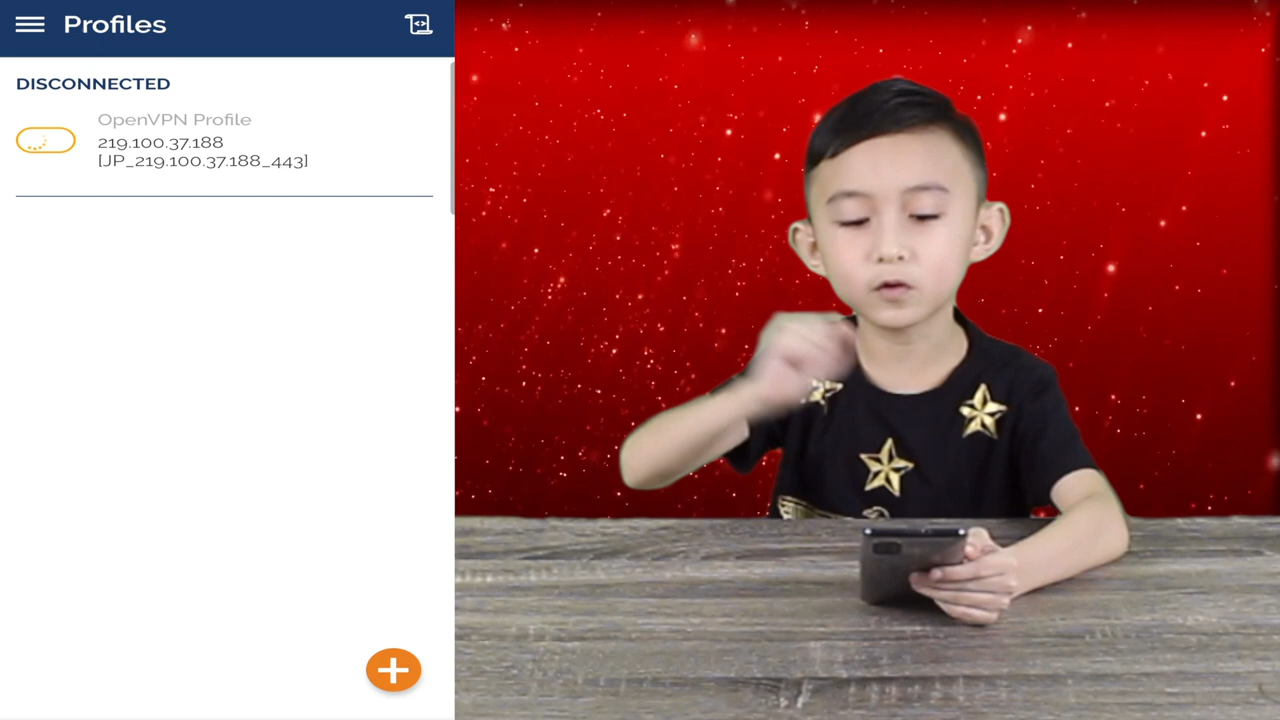 Profiles
DISCONNECTED
OpenVPN Profile
219.100.37.188
[JP_219.100.37.188_443]